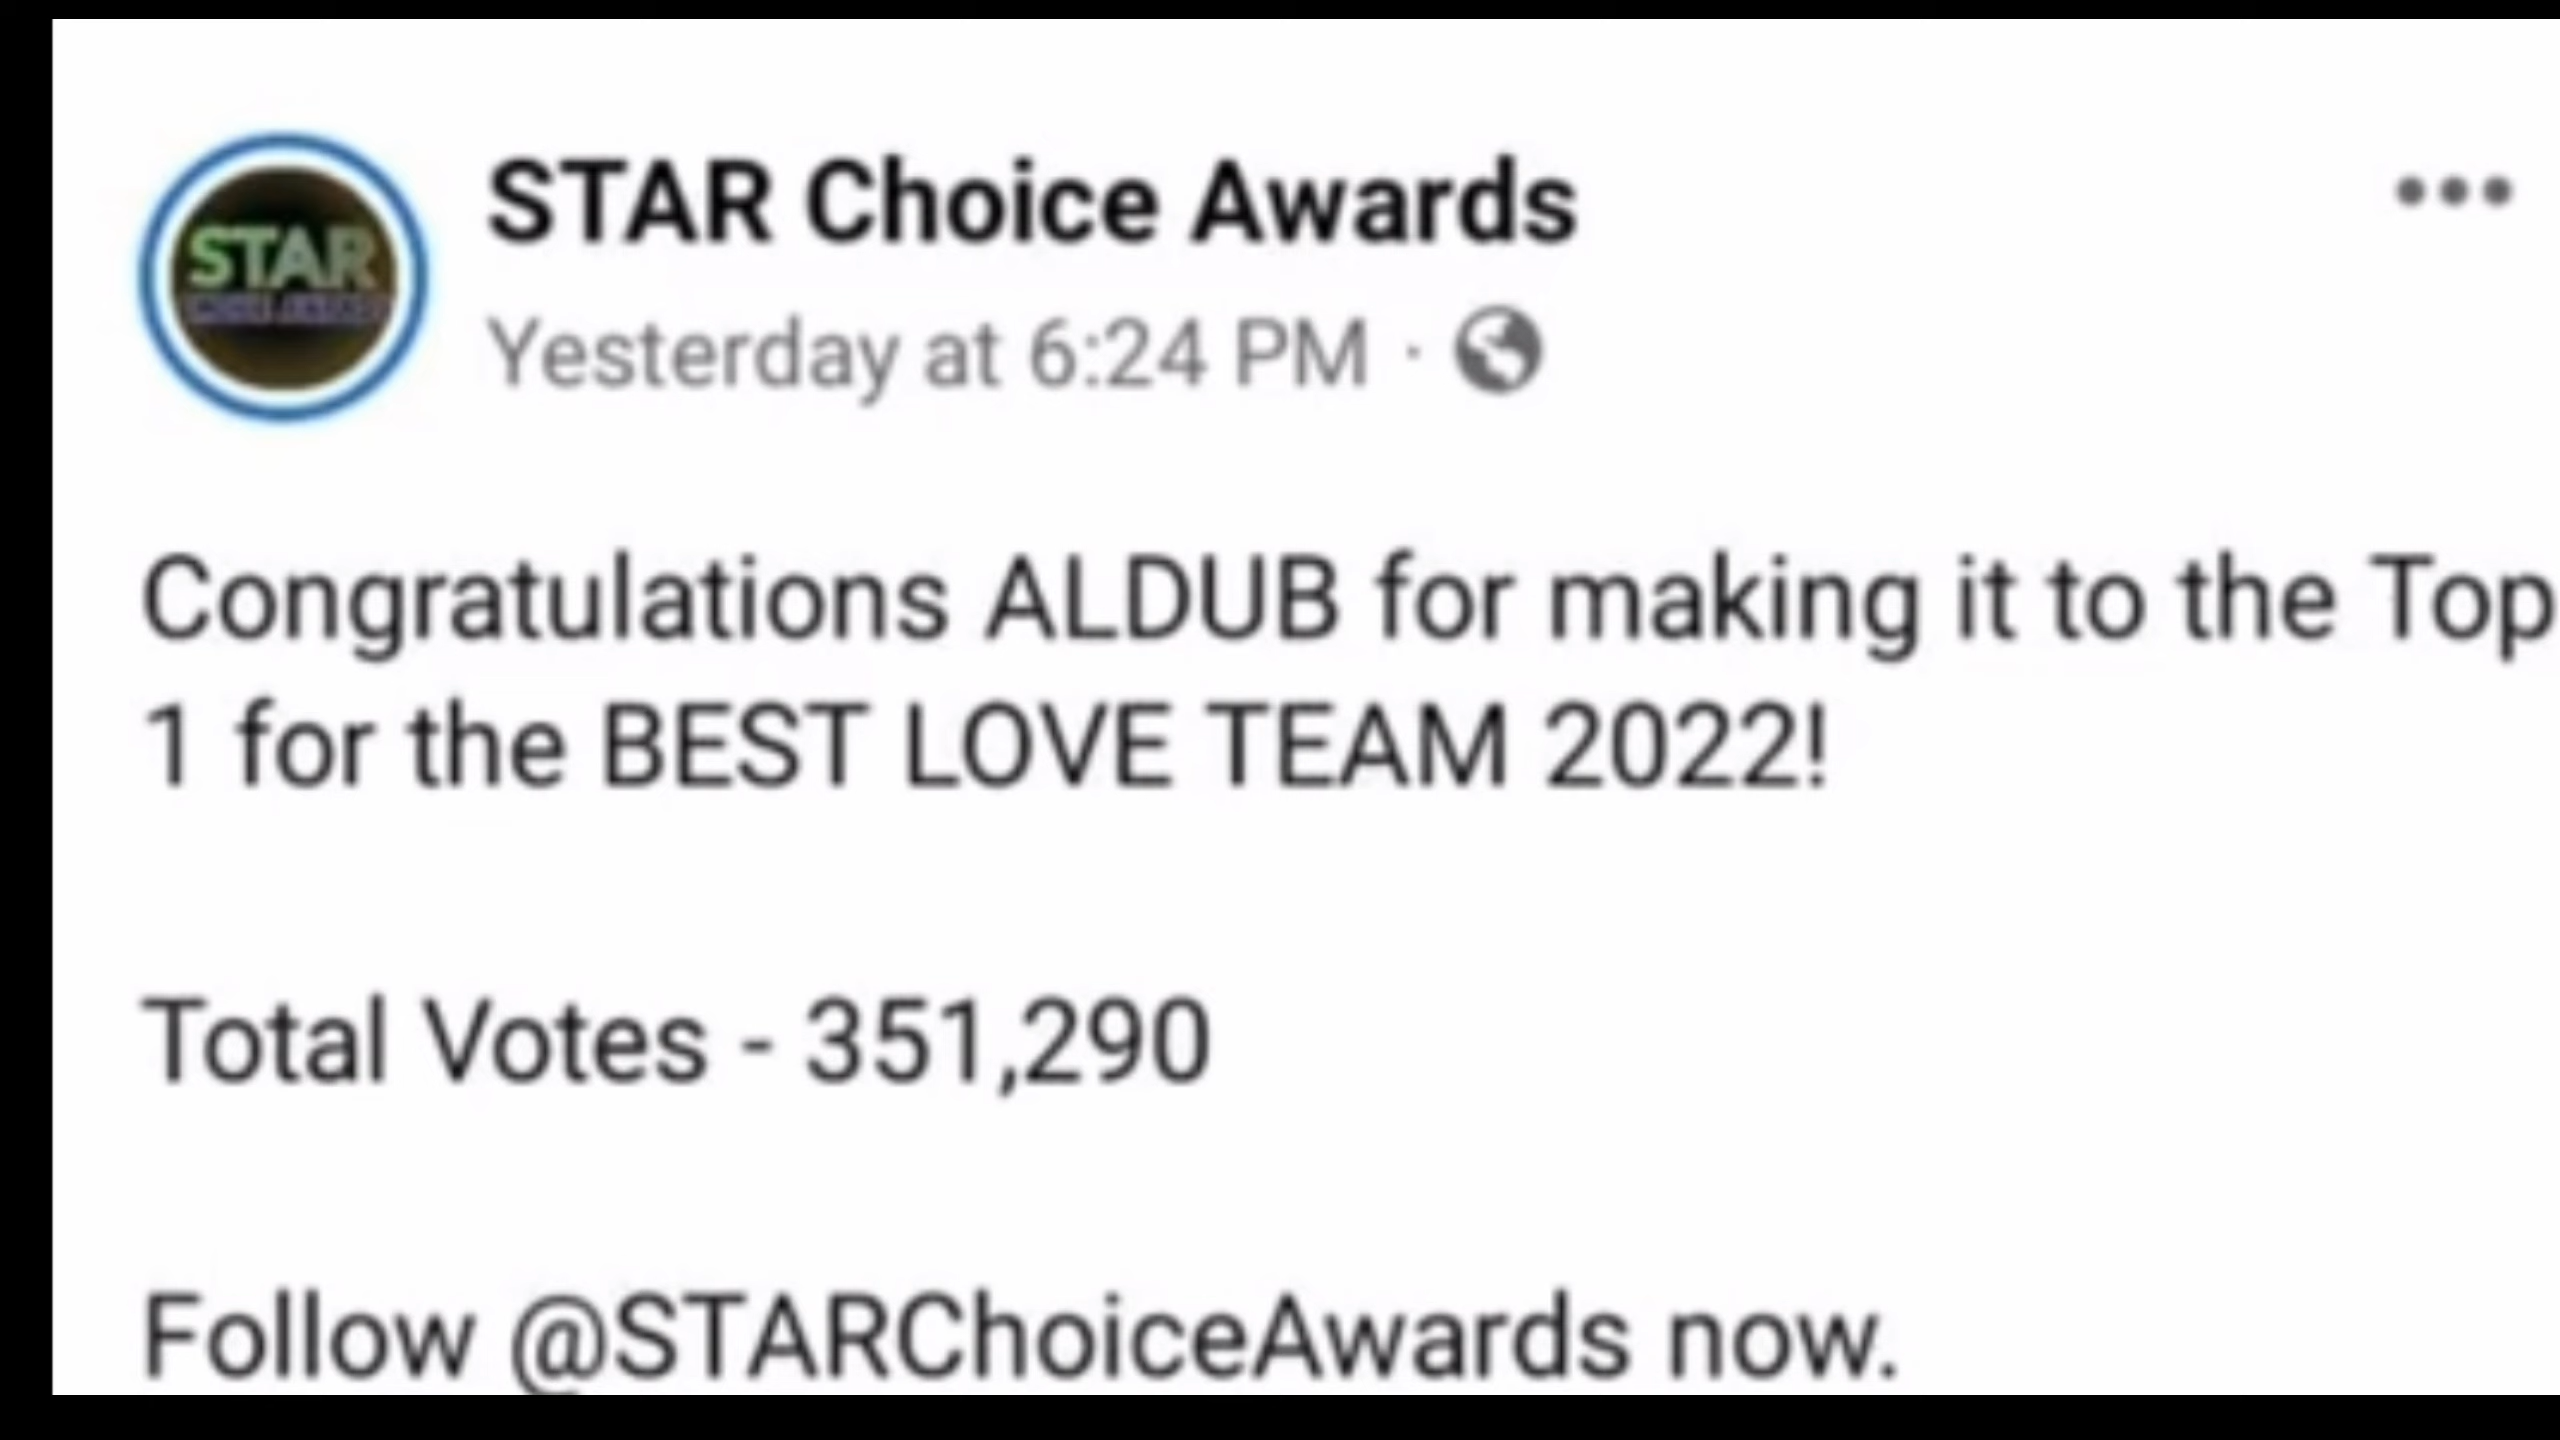 STAR
STAR Choice Awards
Yesterday at 6:24 PM ·
Congratulations ALDUB for making it to the Top
1 for the BEST LOVE TEAM 2022!
Total Votes - 351,290
Follow @STARChoiceAwards now.